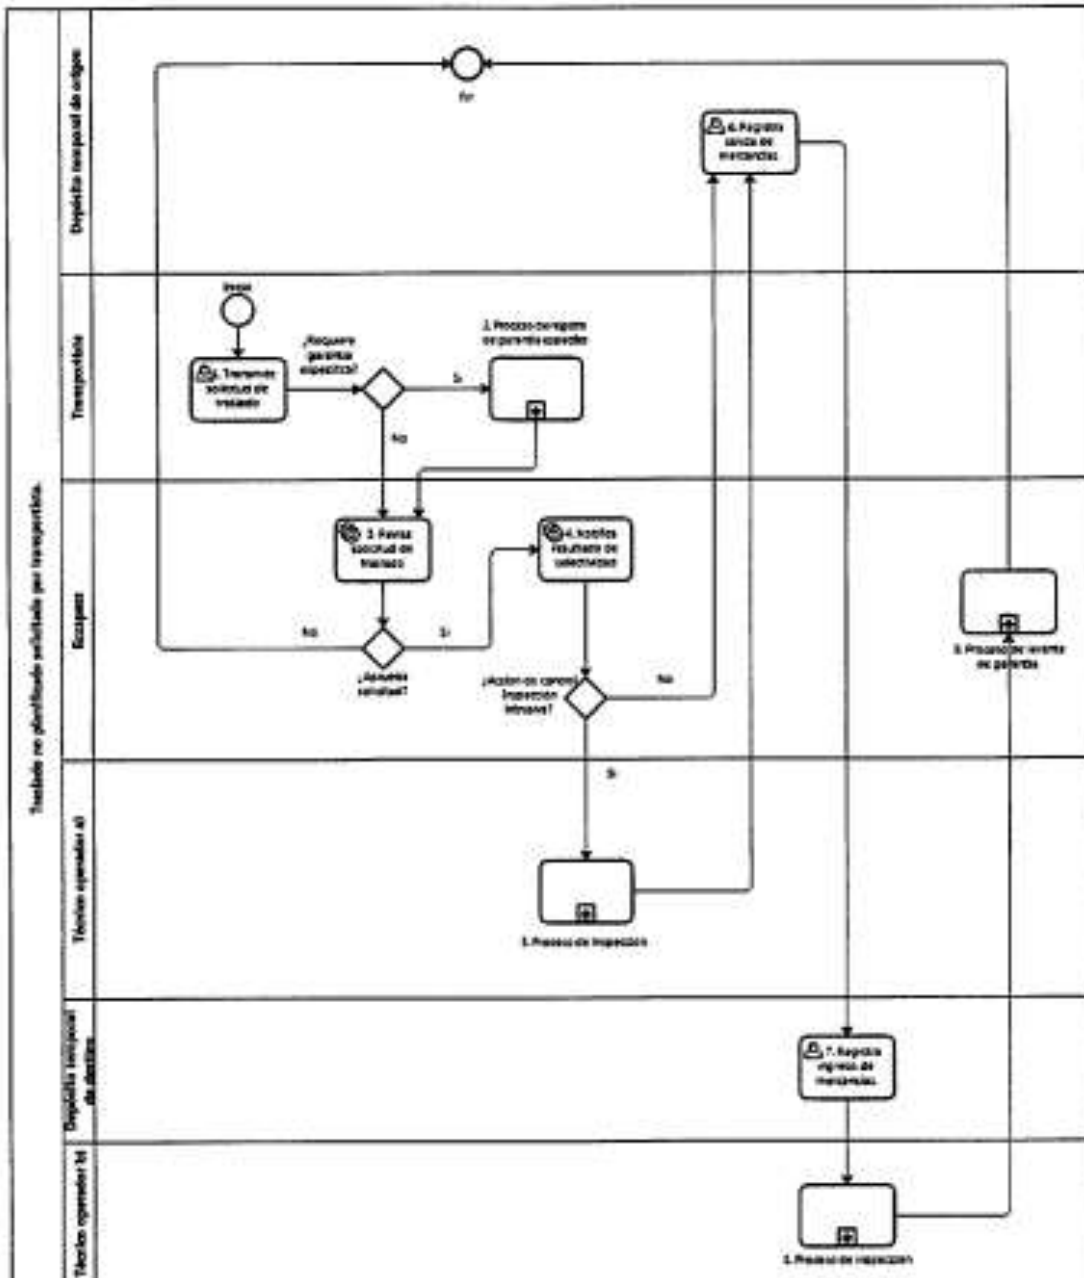 Traslado no planificado solicitado por transportista.
Depósito temporal de origen
Fin
6. Registra
salida de
mercancías
Transportista
Inicio
1. Transmite
solicitud de
traslado
¿Requiere
garantía
específica?
Si
No
2. Proceso de registro
de garantía específica
Ecuapass
3. Revisa
solicitud de
traslado
4. Notifica
resultado de
selectividad
No
Si
¿Aprueba
solicitud?
¿Acción de control
Inspección
Intrusiva?
No
Si
de garantía
Técnico operador a)
5. Proceso de Inspección
Depósito temporal
de destino
7. Registra
ingreso de
mercancías
Técnico operador b)
5. Proceso de Inspección